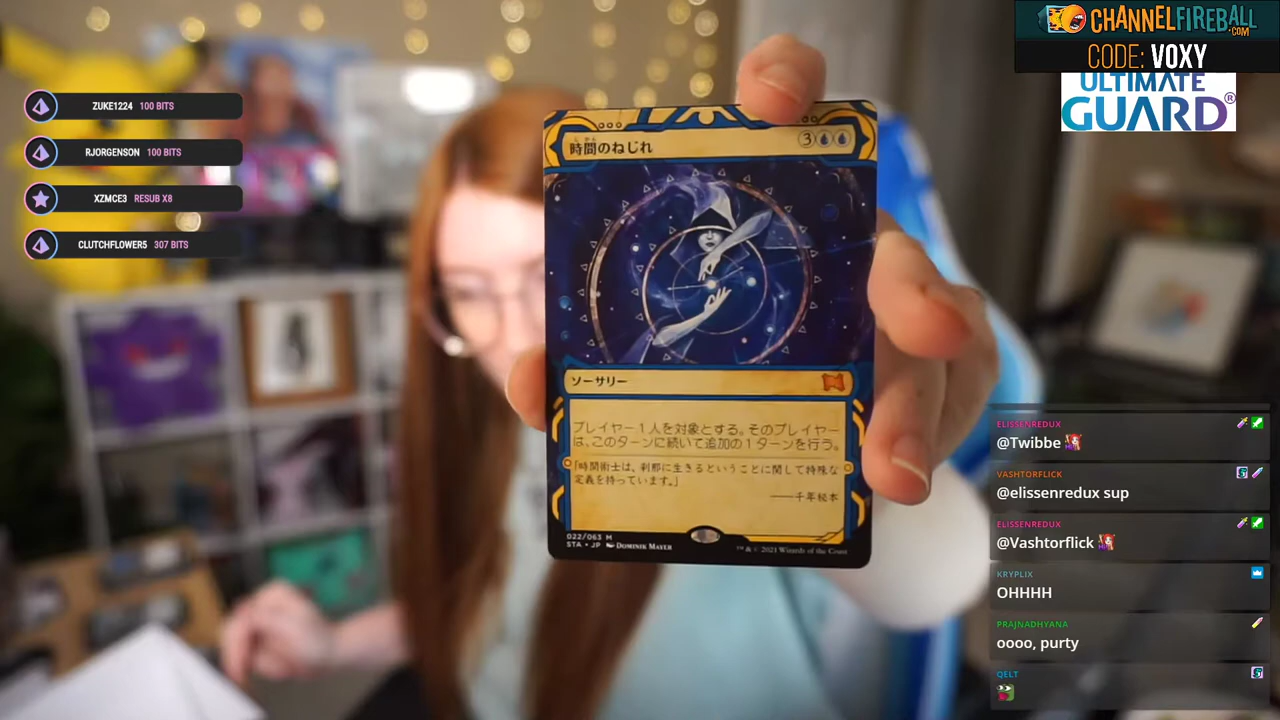 CHANNELFIREBALL
.COM
CODE: VOXY
ULTIMATE
GUARD®
ZUKE1224 100 BITS
RJORGENSON 100 BITS
XZMCE3 RESUB X8
CLUTCHFLOWER5 307 BITS
時間のねじれ
3
ソーサリー
プレイヤー1人を対象とする。そのプレイヤー
は、このターンに続いて追加の1ターンを行う。
「時間術士は、刹那に生きるということに関して特殊な
定義を持っています。」
――千年秘本
022/063 M
STA • JP DOMINIK MAYER
™ & © 2021 Wizards of the Coast
ELISSENREDUX
@Twibbe
VASHTORFLICK
@elissenredux sup
ELISSENREDUX
@Vashtorflick
KRYPLIX
OHHHH
PRAJNADHYANA
oooo, purty
QELT